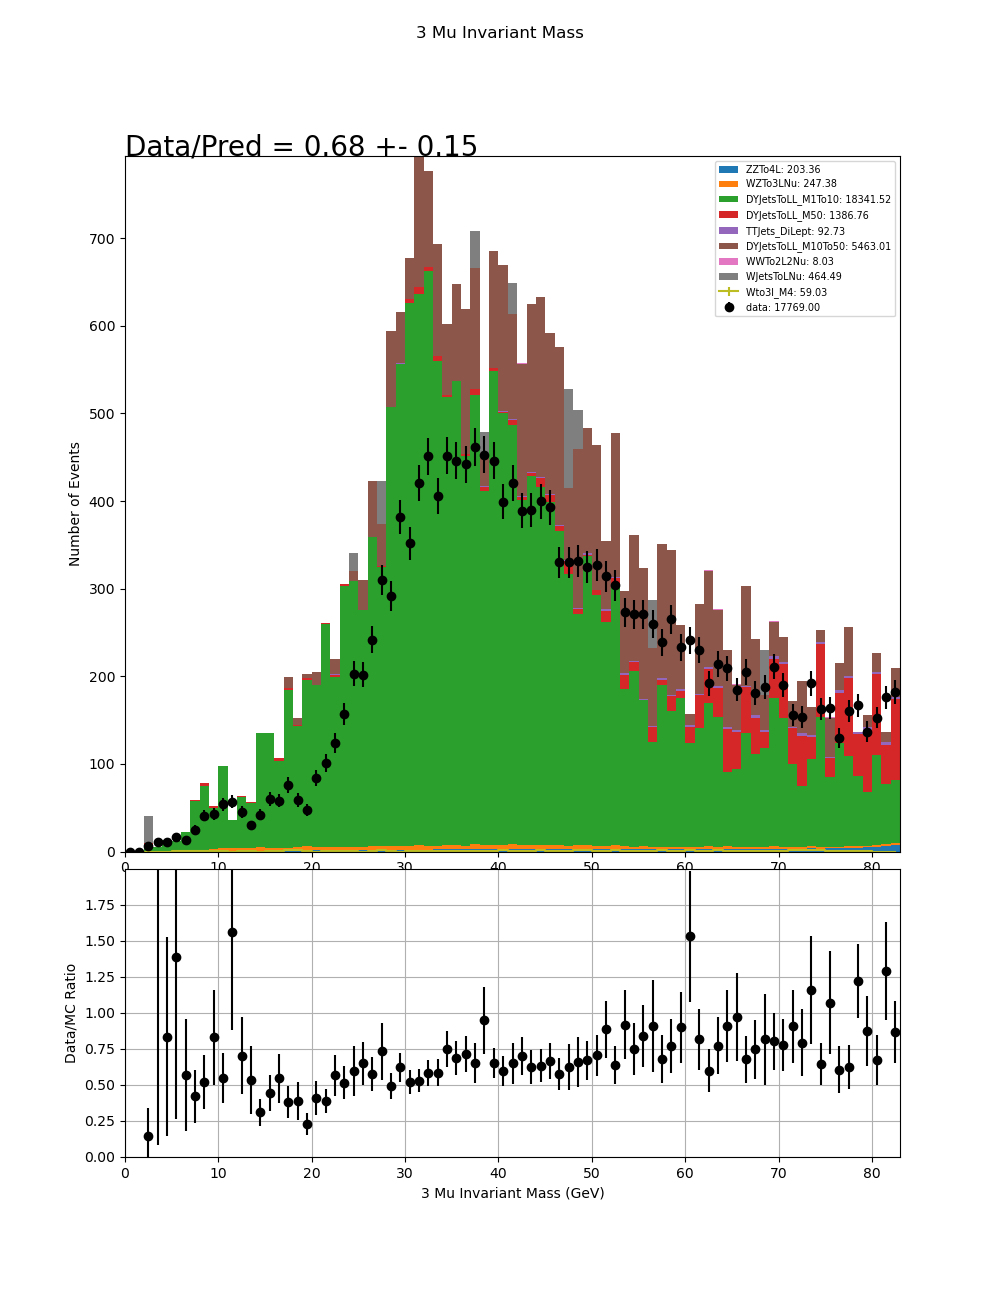 3 Mu Invariant Mass
Data/Pred = 0.68 +- 0.15
ZZTo4L: 203.36
WZTo3LNu: 247.38
DYJetsToLL_M1To10: 18341.52
DYJetsToLL_M50: 1386.76
TTJets_DiLept: 92.73
DYJetsToLL_M10To50: 5463.01
WWTo2L2Nu: 8.03
WJetsToLNu: 464.49
Wto3l_M4: 59.03
data: 17769.00
Number of Events
700
600
500
400
300
200
100
0
0 10 20 30 40 50 60 70 80
Data/MC Ratio
1.75
1.50
1.25
1.00
0.75
0.50
0.25
0.00
0 10 20 30 40 50 60 70 80
3 Mu Invariant Mass (GeV)